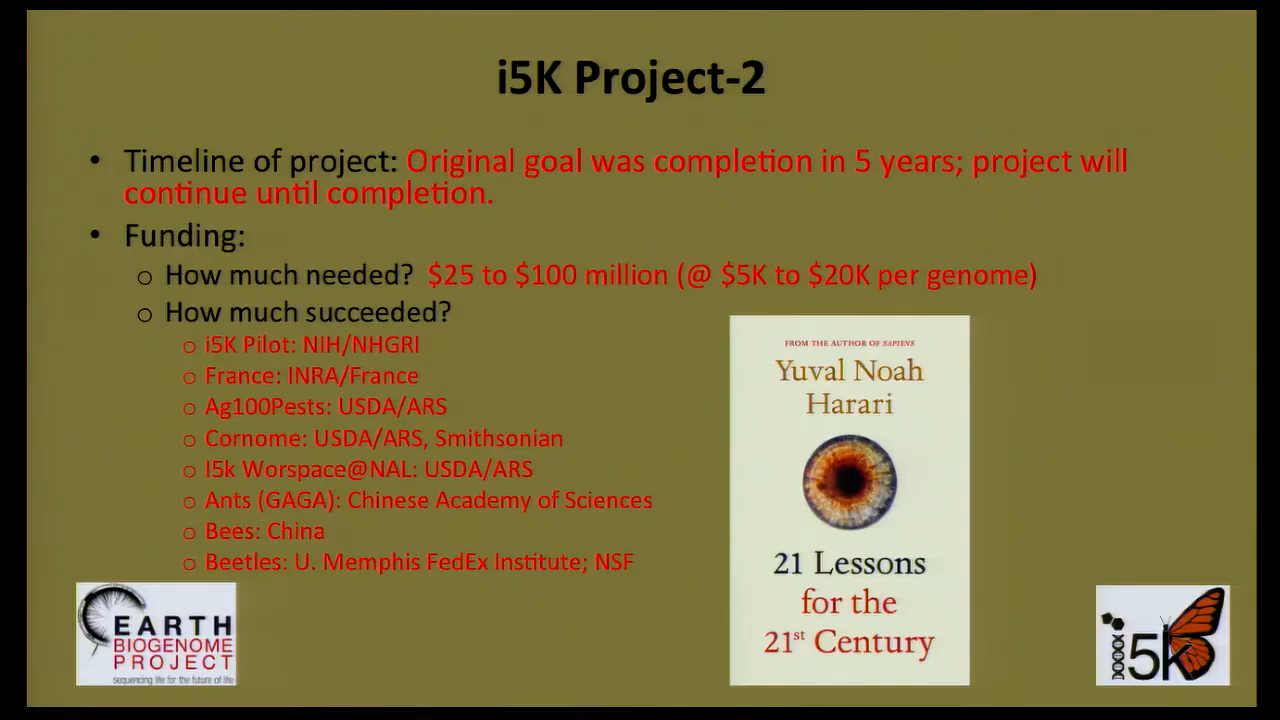 i5K Project-2
• Timeline of project: Original goal was completion in 5 years; project will
continue until completion.
• Funding:
o How much needed? $25 to $100 million (@ $5K to $20K per genome)
o How much succeeded?
o i5K Pilot: NIH/NHGRI
o France: INRA/France
o Ag100Pests: USDA/ARS
o Cornome: USDA/ARS, Smithsonian
o I5k Worspace@NAL: USDA/ARS
o Ants (GAGA): Chinese Academy of Sciences
o Bees: China
o Beetles: U. Memphis FedEx Institute; NSF
FROM THE AUTHOR OF SAPIENS
Yuval Noah
Harari
21 Lessons
for the
21st Century
EARTH
BIOGENOME
PROJECT
sequencing life for the future of life
i5k